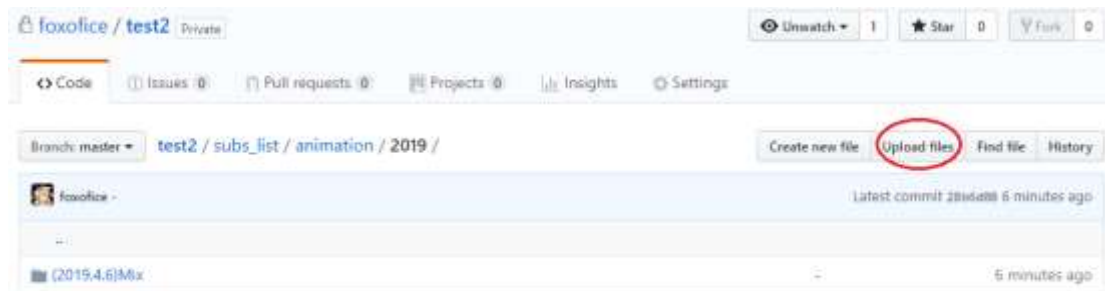 foxofice / test2 Private Unwatch 1 Star 0 Fork 0
Code Issues 0 Pull requests 0 Projects 0 Insights Settings
Branch: master test2 / subs_list / animation / 2019 / Create new file Upload files Find file History
foxofice - Latest commit 6 minutes ago
..
(2019.4.6)Mix - 6 minutes ago